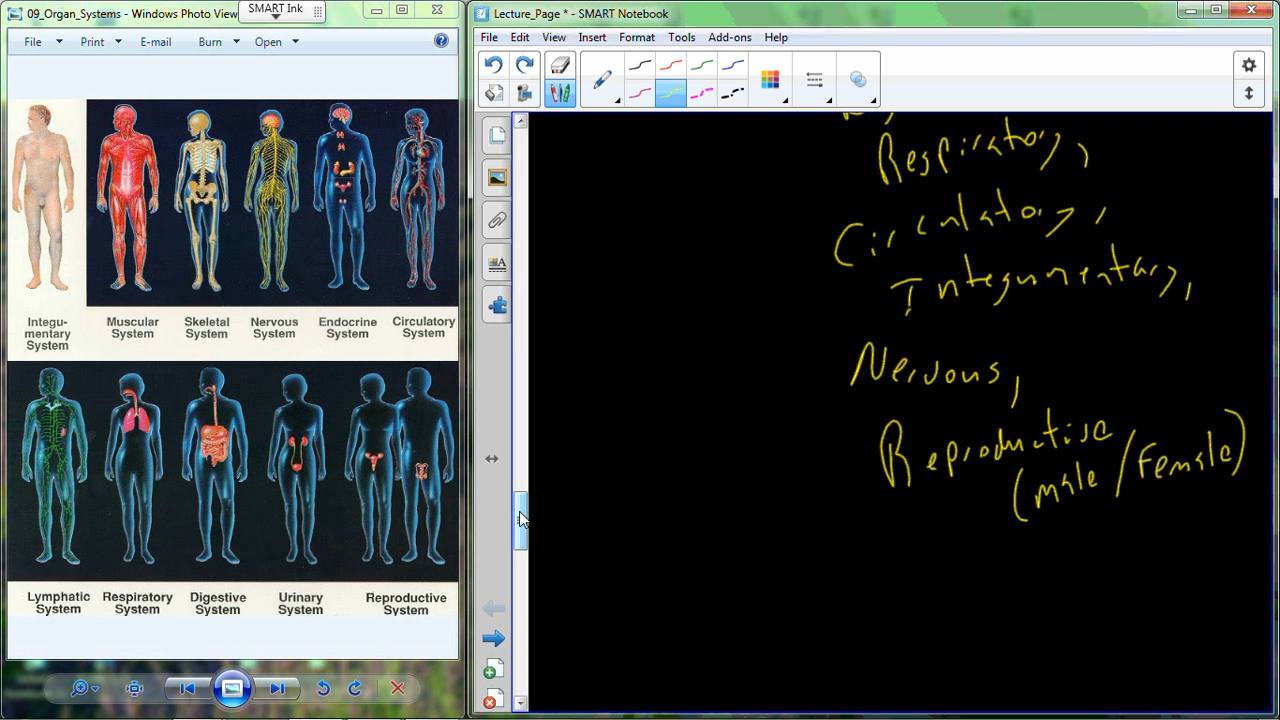 09_Organ_Systems - Windows Photo View
SMART Ink
File Print E-mail Burn Open
Integu-
mentary
System
Muscular
System
Skeletal
System
Nervous
System
Endocrine
System
Circulatory
System
Lymphatic
System
Respiratory
System
Digestive
System
Urinary
System
Reproductive
System
Lecture_Page * - SMART Notebook
File Edit View Insert Format Tools Add-ons Help
Respiratory,
Circulatory,
Integumentary,
Nervous,
Reproductive
(male/Female)